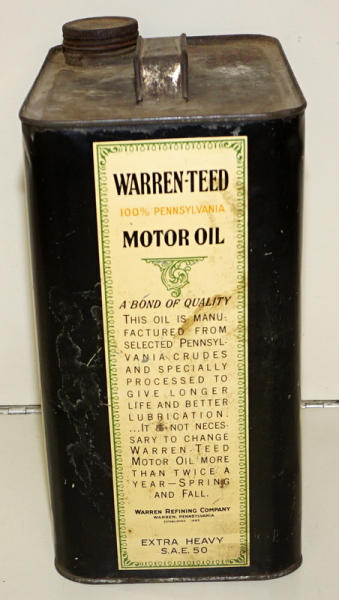 WARREN-TEED
100% PENNSYLVANIA
MOTOR OIL
A BOND OF QUALITY
THIS OIL IS MANU-
FACTURED FROM
SELECTED PENNSYL-
VANIA CRUDES
AND SPECIALLY
PROCESSED TO
GIVE LONGER
LIFE AND BETTER
LUBRICATION.
...IT IS NOT NECES-
SARY TO CHANGE
WARREN-TEED
MOTOR OIL MORE
THAN TWICE A
YEAR—SPRING
AND FALL.
WARREN REFINING COMPANY
WARREN, PENNSYLVANIA
ESTABLISHED
EXTRA HEAVY
S.A.E. 50